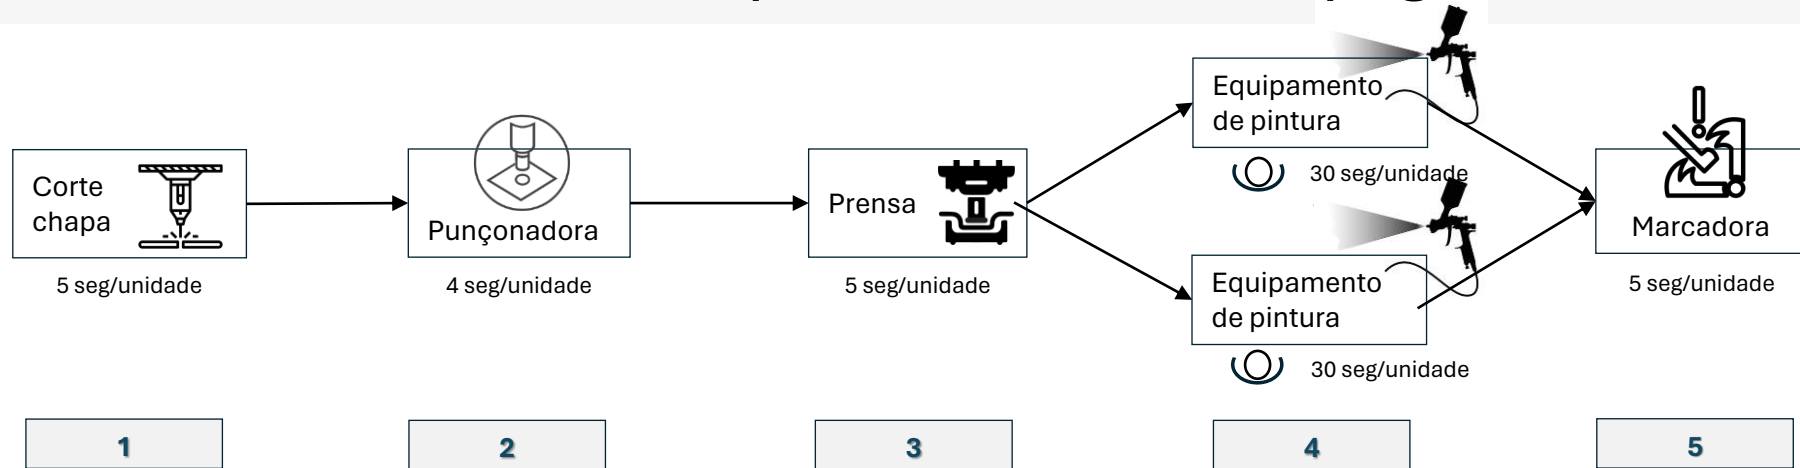 Corte
chapa
5 seg/unidade
Punçonadora
4 seg/unidade
Prensa
5 seg/unidade
Equipamento
de pintura
30 seg/unidade
Equipamento
de pintura
30 seg/unidade
Marcadora
5 seg/unidade
1
2
3
4
5